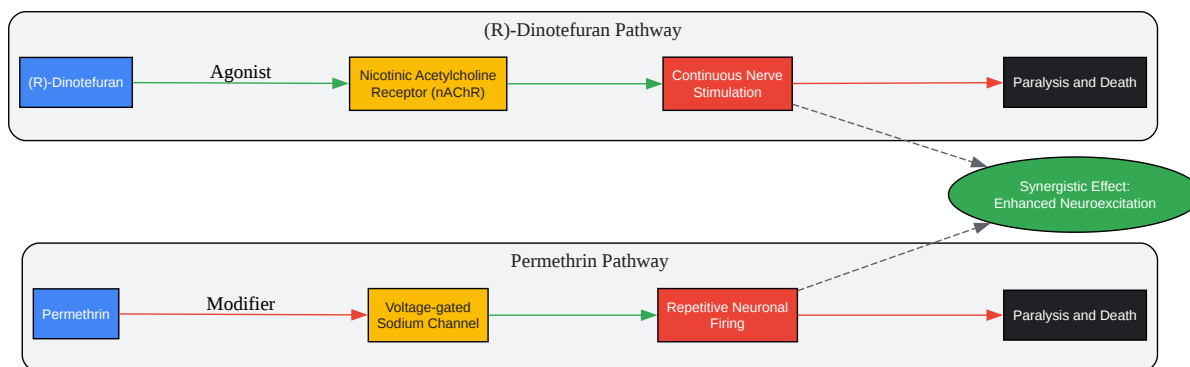 (R)-Dinotefuran Pathway
(R)-Dinotefuran
Agonist
Nicotinic Acetylcholine
Receptor (nAChR)
Continuous Nerve
Stimulation
Paralysis and Death
Synergistic Effect:
Enhanced Neuroexcitation
Permethrin Pathway
Permethrin
Modifier
Voltage-gated
Sodium Channel
Repetitive Neuronal
Firing
Paralysis and Death